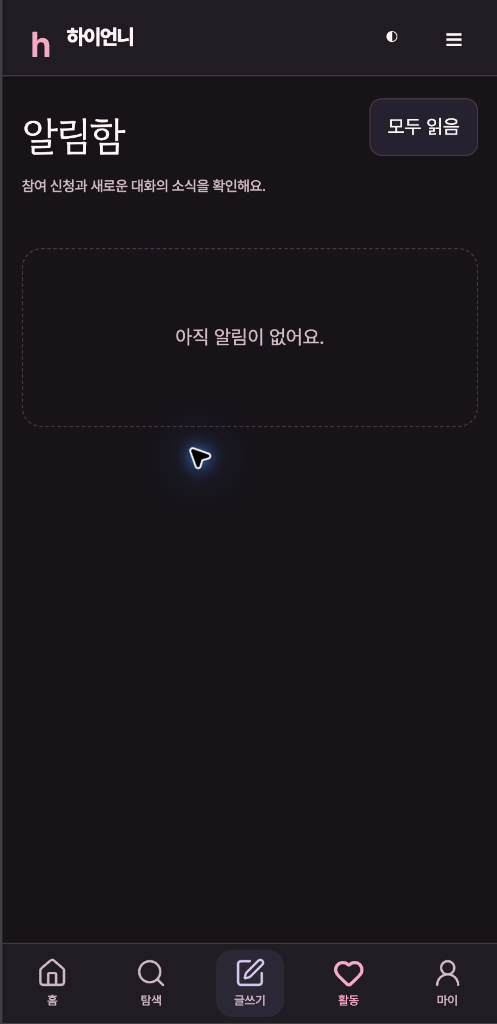 h 하이언니
알림함
모두 읽음
참여 신청과 새로운 대화의 소식을 확인해요.
아직 알림이 없어요.
홈
탐색
글쓰기
활동
마이